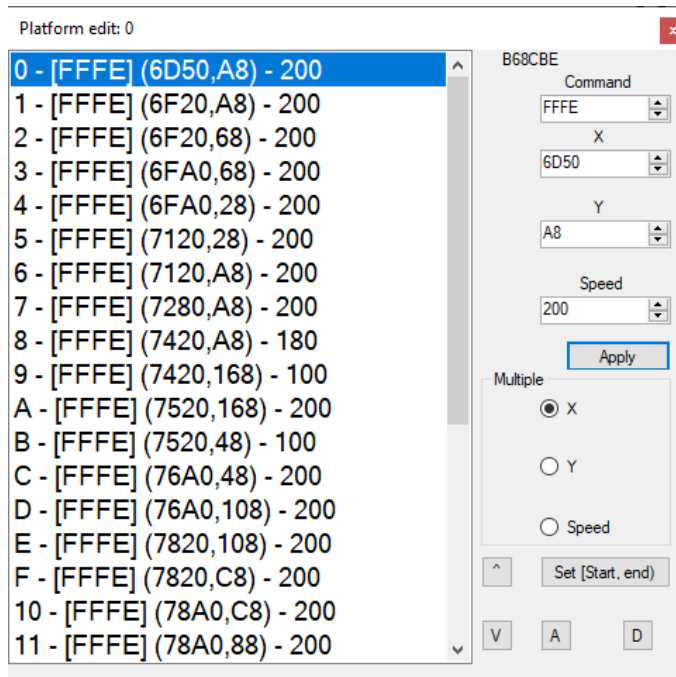 Platform edit: 0
x
0 - [FFFE] (6D50,A8) - 200
1 - [FFFE] (6F20,A8) - 200
2 - [FFFE] (6F20,68) - 200
3 - [FFFE] (6FA0,68) - 200
4 - [FFFE] (6FA0,28) - 200
5 - [FFFE] (7120,28) - 200
6 - [FFFE] (7120,A8) - 200
7 - [FFFE] (7280,A8) - 200
8 - [FFFE] (7420,A8) - 180
9 - [FFFE] (7420,168) - 100
A - [FFFE] (7520,168) - 200
B - [FFFE] (7520,48) - 100
C - [FFFE] (76A0,48) - 200
D - [FFFE] (76A0,108) - 200
E - [FFFE] (7820,108) - 200
F - [FFFE] (7820,C8) - 200
10 - [FFFE] (78A0,C8) - 200
11 - [FFFE] (78A0,88) - 200
B68CBE
Command
FFFE
X
6D50
Y
A8
Speed
200
Apply
Multiple
X
Y
Speed
^
Set [Start, end)
V
A
D